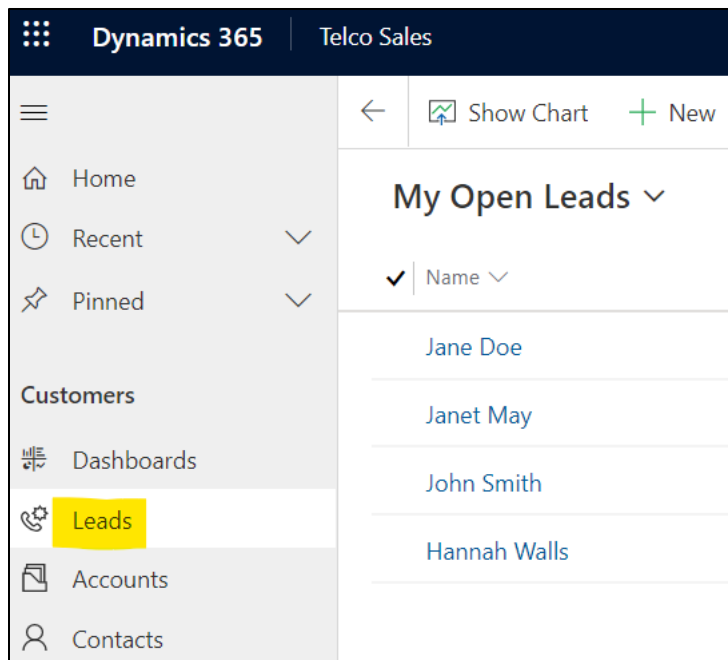 Dynamics 365 Telco Sales
Show Chart New
Home
Recent
Pinned
Customers
Dashboards
Leads
Accounts
Contacts
My Open Leads
Name
Jane Doe
Janet May
John Smith
Hannah Walls